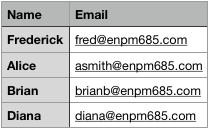 Name Email
Frederick fred@enpm685.com
Alice asmith@enpm685.com
Brian brianb@enpm685.com
Diana diana@enpm685.com